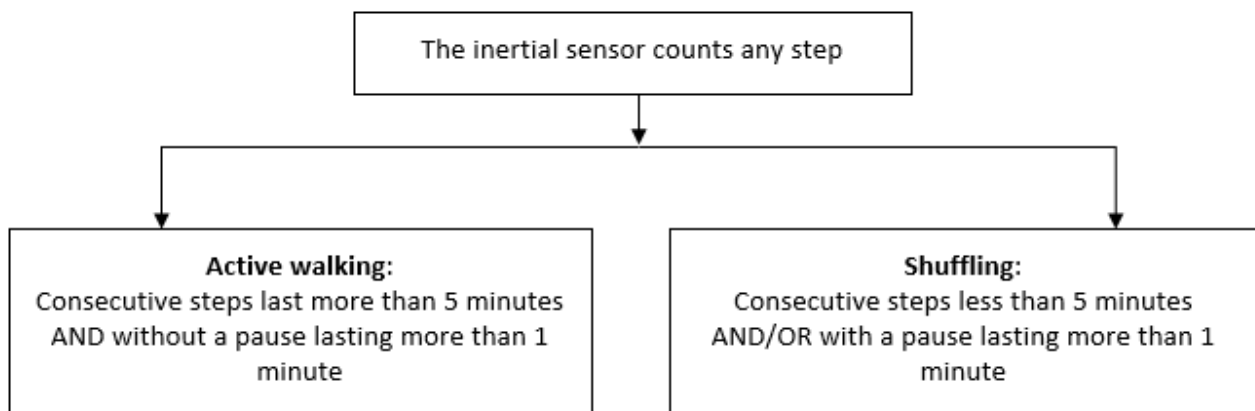 The inertial sensor counts any step
Active walking:
Consecutive steps last more than 5 minutes
AND without a pause lasting more than 1
minute
Shuffling:
Consecutive steps less than 5 minutes
AND/OR with a pause lasting more than 1
minute